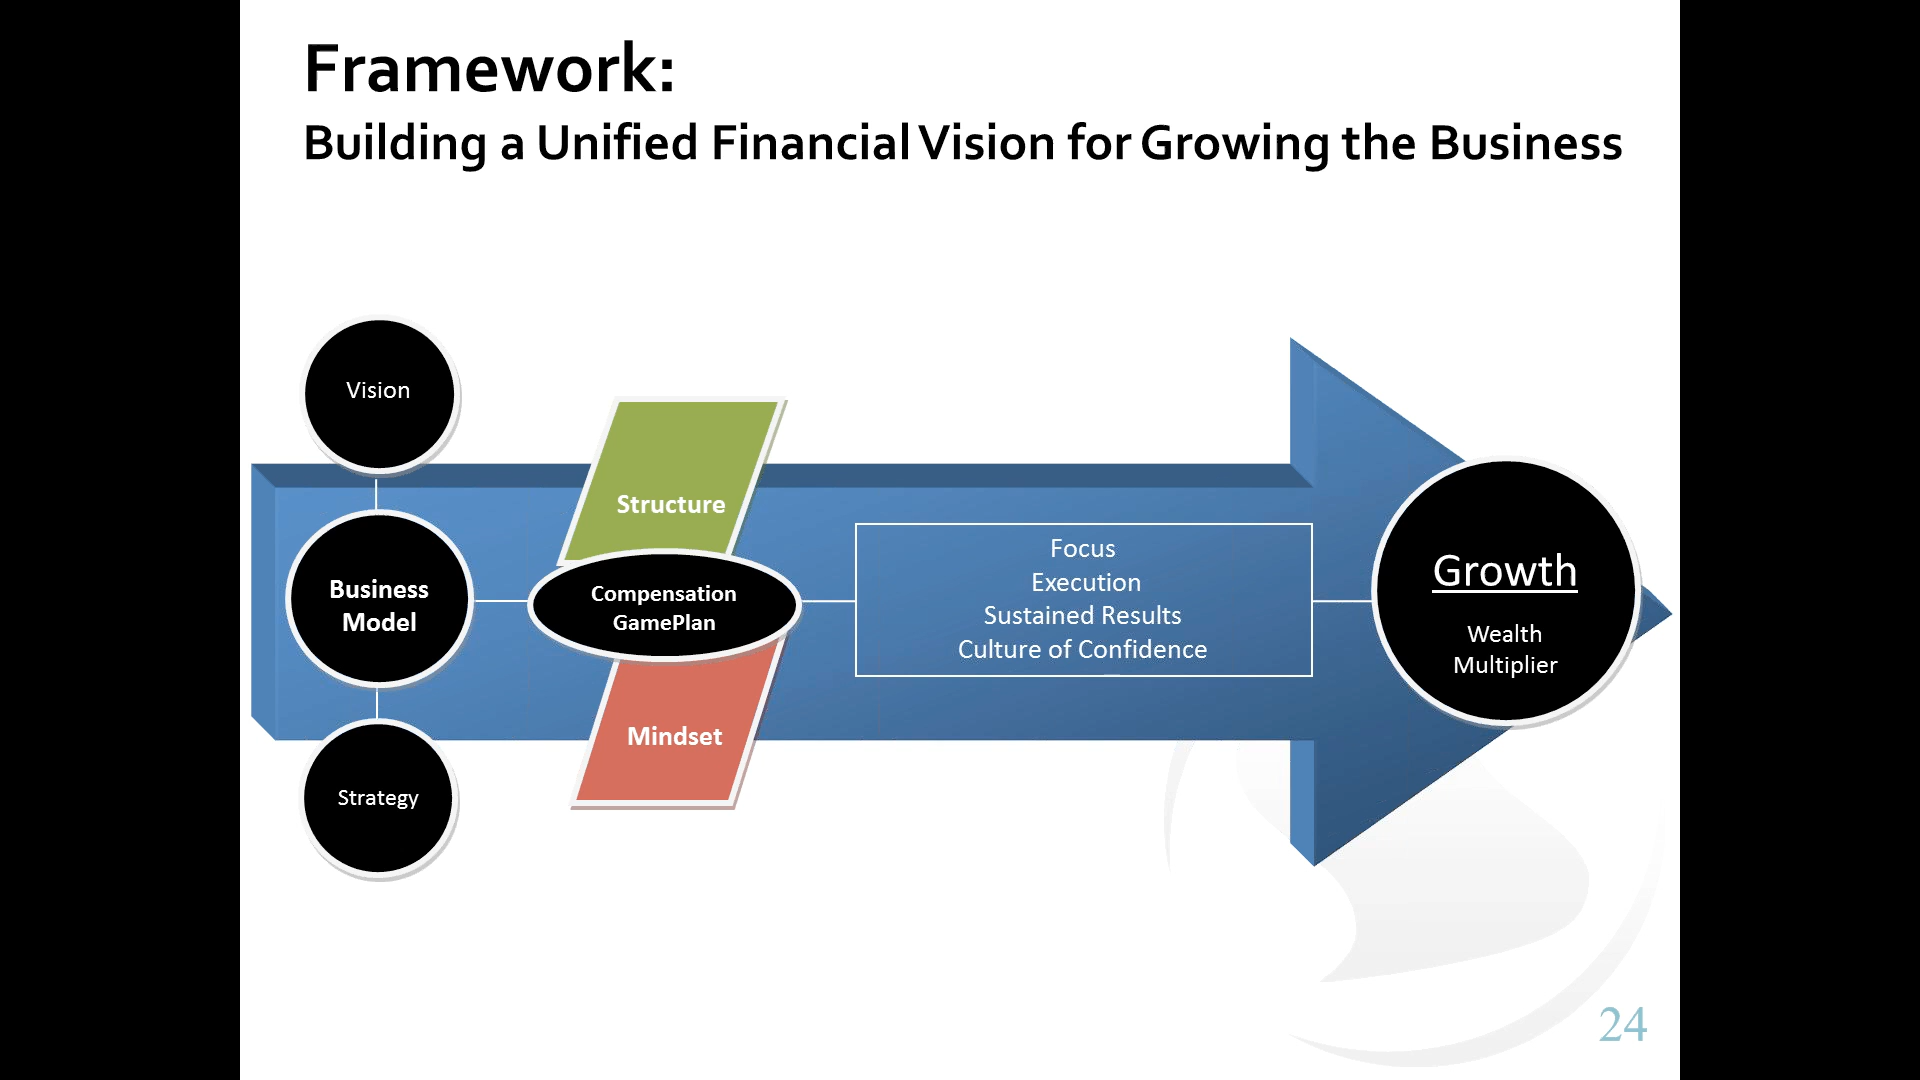 Framework:
Building a Unified Financial Vision for Growing the Business
Vision
Business
Model
Strategy
Structure
Compensation
GamePlan
Mindset
Focus
Execution
Sustained Results
Culture of Confidence
Growth
Wealth
Multiplier
24